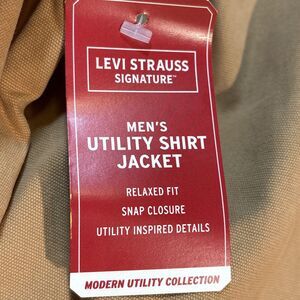 LEVI STRAUSS
SIGNATURE™
MEN'S
UTILITY SHIRT
JACKET
RELAXED FIT
SNAP CLOSURE
UTILITY INSPIRED DETAILS
MODERN UTILITY COLLECTION